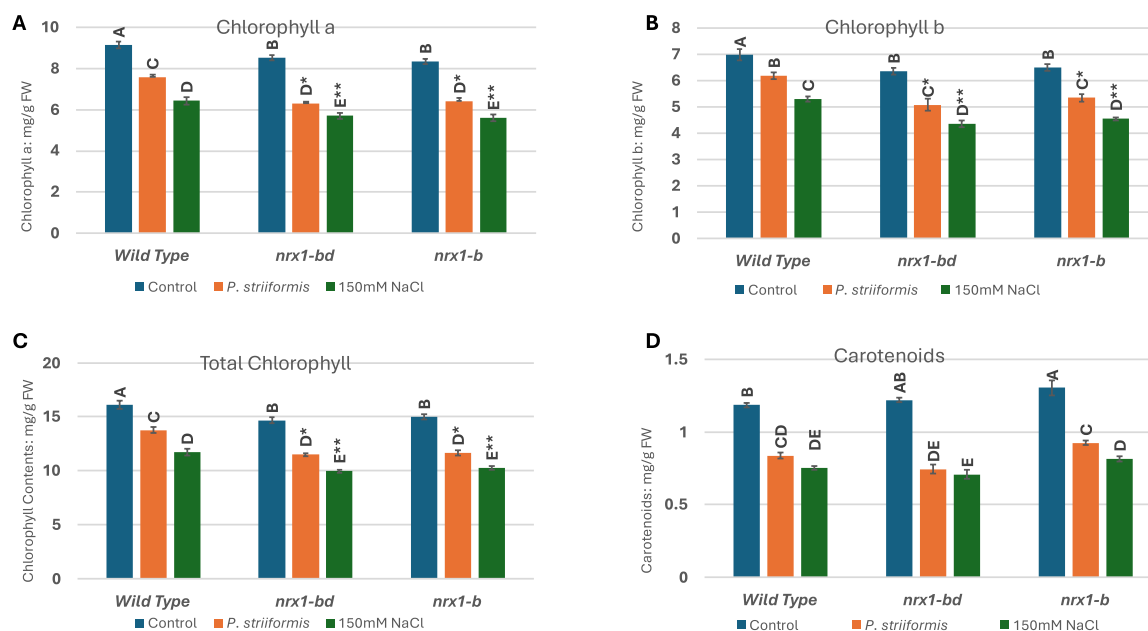 A
Chlorophyll a
Chlorophyll a: mg/g FW
10
8
6
4
2
0
A
C
D
B
D*
E**
B
D*
E**
Wild Type
nrx1-bd
nrx1-b
Control
P. striiformis
150mM NaCl
B
Chlorophyll b
Chlorophyll b: mg/g FW
8
7
6
5
4
3
2
1
0
A
B
C
B
C*
D**
B
C*
D**
Wild Type
nrx1-bd
nrx1-b
Control
P. striiformis
150mM NaCl
C
Total Chlorophyll
Chlorophyll Contents: mg/g FW
20
15
10
5
0
A
C
D
B
D*
E**
B
D*
E**
Wild Type
nrx1-bd
nrx1-b
Control
P. striiformis
150mM NaCl
D
Carotenoids
Carotenoids: mg/g FW
1.5
1
0.5
0
B
CD
DE
AB
DE
E
A
C
D
Wild Type
nrx1-bd
nrx1-b
Control
P. striiformis
150mM NaCl